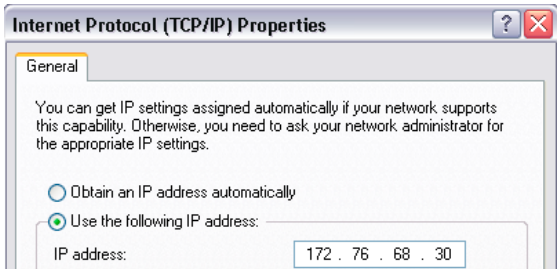 Internet Protocol (TCP/IP) Properties
General
You can get IP settings assigned automatically if your network supports
this capability. Otherwise, you need to ask your network administrator for
the appropriate IP settings.
Obtain an IP address automatically
Use the following IP address:
IP address: 172 . 76 . 68 . 30